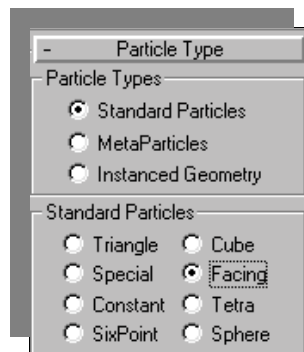 - Particle Type
Particle Types
Standard Particles
MetaParticles
Instanced Geometry
Standard Particles
Triangle Cube
Special Facing
Constant Tetra
SixPoint Sphere